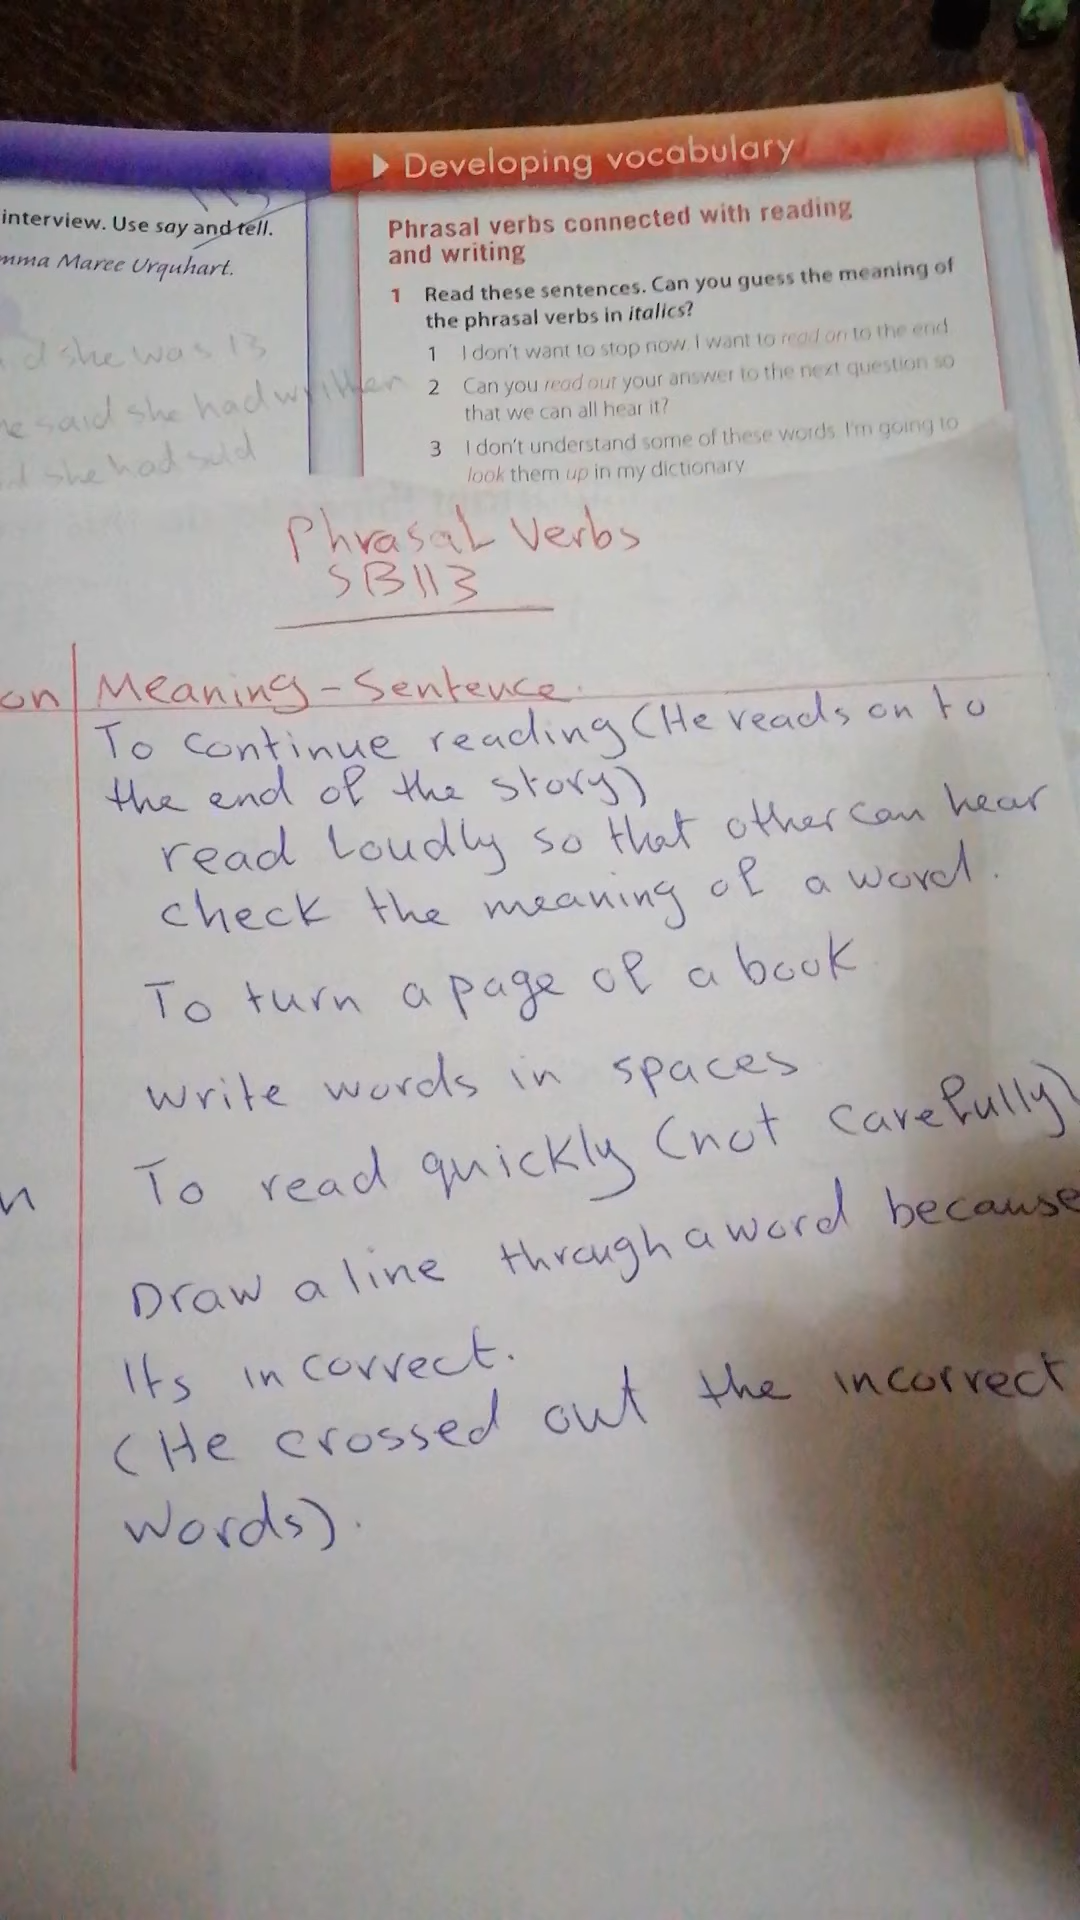 Developing vocabulary
interview. Use say and tell.
mma Maree Urquhart.
d she was 13
he said she had written
d she had said
Phrasal verbs connected with reading
and writing
1 Read these sentences. Can you guess the meaning of
the phrasal verbs in italics?
1 I don't want to stop now. I want to read on to the end.
2 Can you read out your answer to the next question so
that we can all hear it?
3 I don't understand some of these words. I'm going to
look them up in my dictionary
Phrasal Verbs
SB113
on Meaning - Sentence.
To continue reading (He reads on to
the end of the story)
read loudly so that other can hear
check the meaning of a word.
To turn a page of a book
write words in spaces
n To read quickly (not carefully)
Draw a line through a word because
Its incorrect.
(He crossed out the incorrect
words).